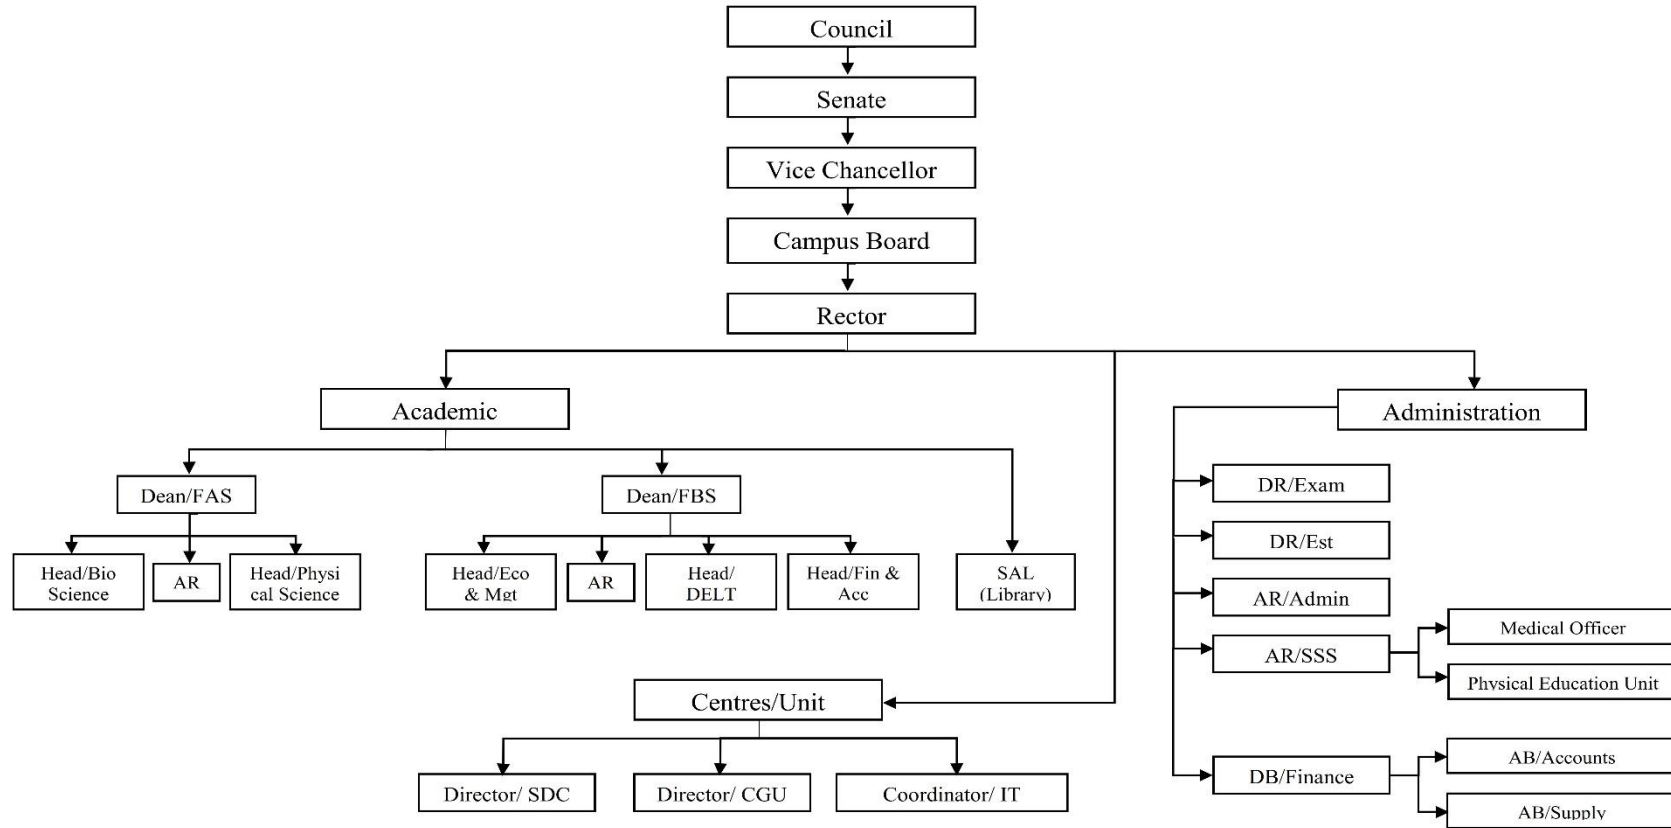 Council
Senate
Vice Chancellor
Campus Board
Rector
Academic
Administration
Dean/FAS
Dean/FBS
Head/Bio
Science
AR
Head/Physi
cal Science
Head/Eco
& Mgt
AR
Head/
DELT
Head/Fin &
Acc
SAL
(Library)
DR/Exam
DR/Est
AR/Admin
AR/SSS
Medical Officer
Physical Education Unit
DB/Finance
AB/Accounts
AB/Supply
Centres/Unit
Director/ SDC
Director/ CGU
Coordinator/ IT